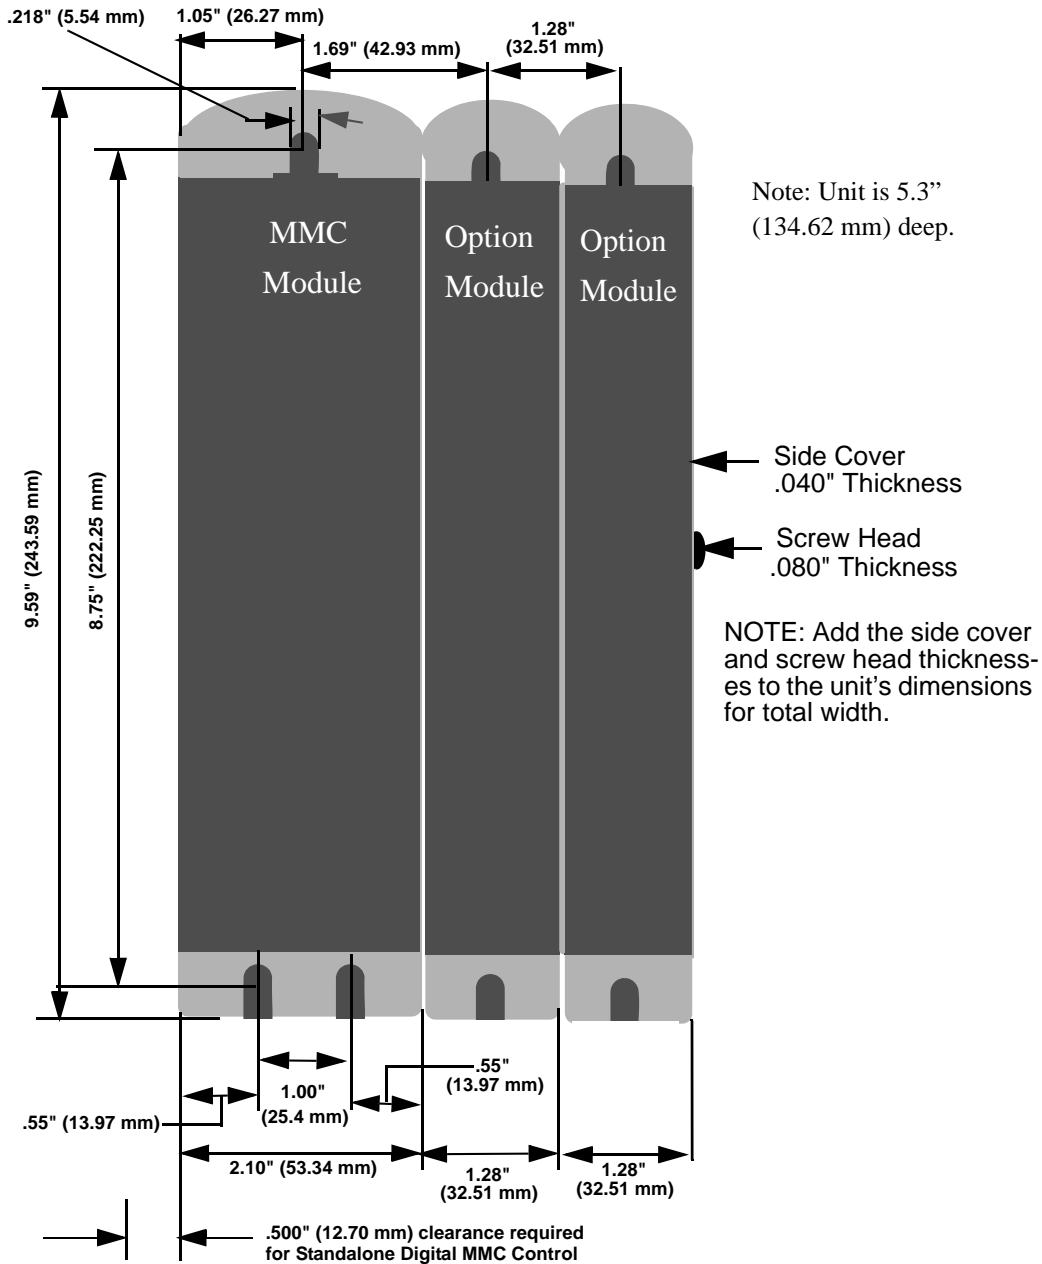 .218" (5.54 mm)
1.05" (26.27 mm)
1.69" (42.93 mm)
1.28"
(32.51 mm)
Note: Unit is 5.3”
(134.62 mm) deep.
MMC
Module
Option
Module
Option
Module
9.59" (243.59 mm)
8.75" (222.25 mm)
Side Cover
.040" Thickness
Screw Head
.080" Thickness
NOTE: Add the side cover
and screw head thickness-
es to the unit's dimensions
for total width.
.55" (13.97 mm)
1.00"
(25.4 mm)
.55"
(13.97 mm)
2.10" (53.34 mm)
1.28"
(32.51 mm)
1.28"
(32.51 mm)
.500" (12.70 mm) clearance required
for Standalone Digital MMC Control